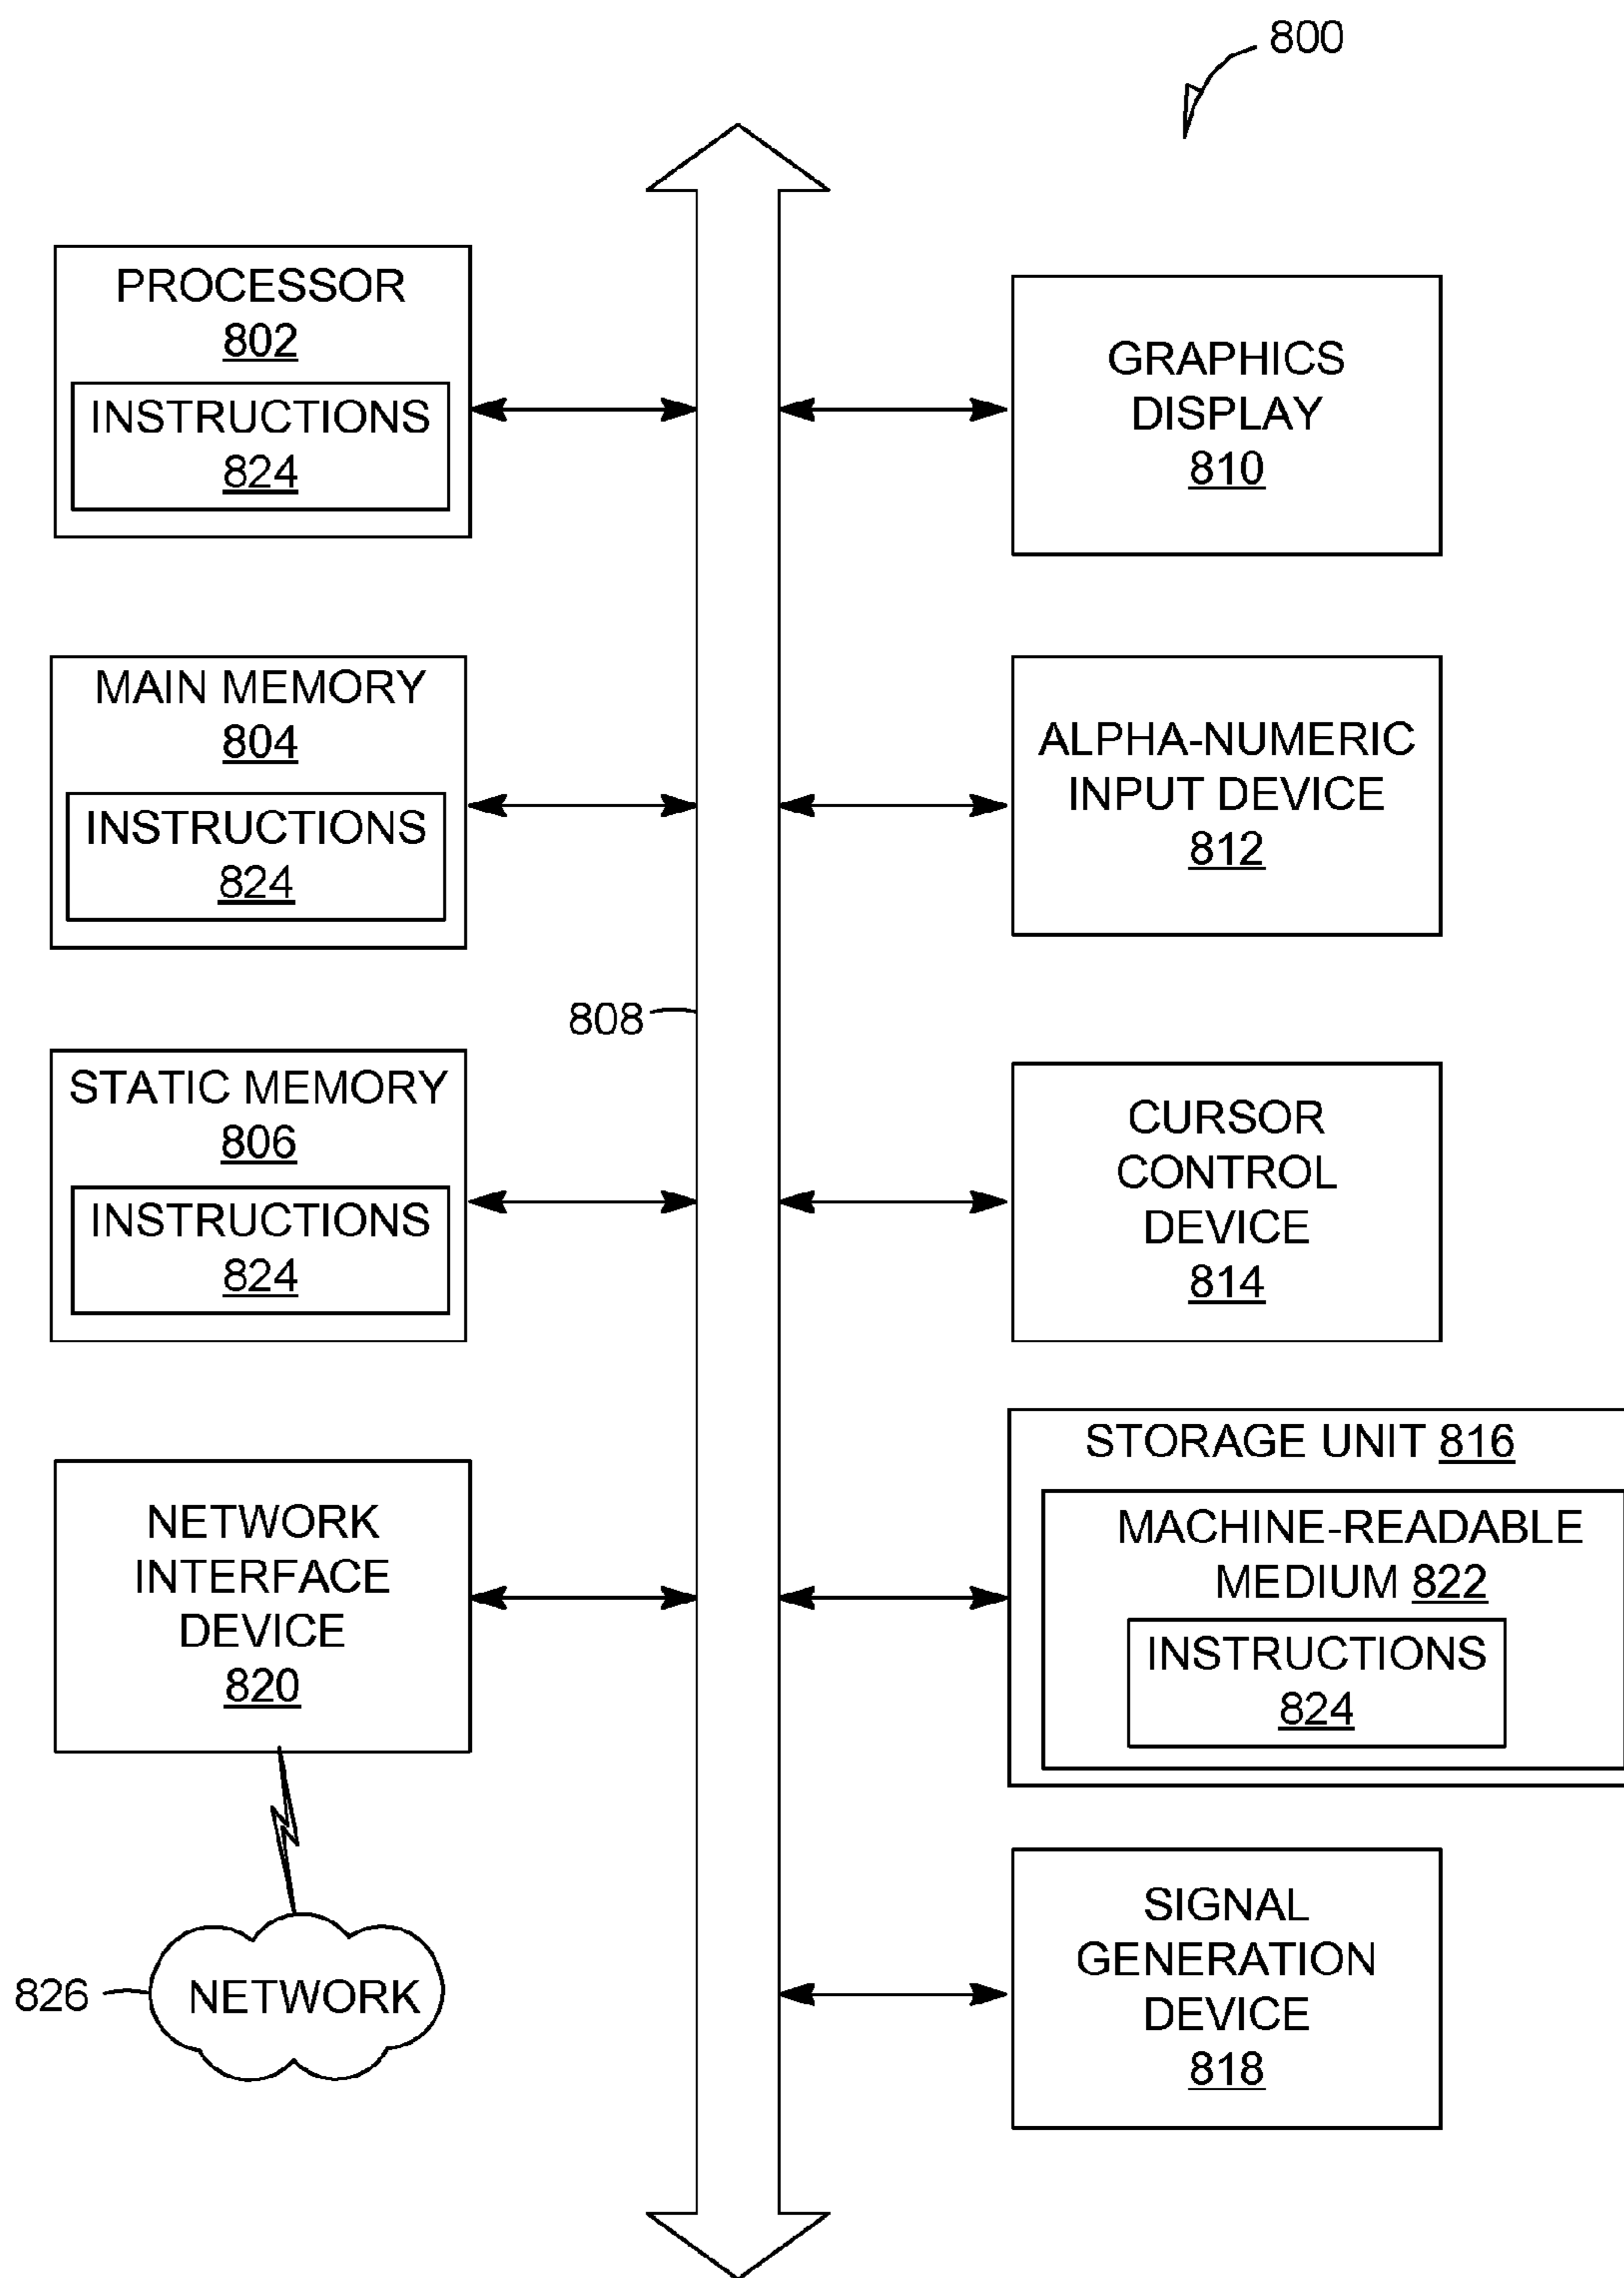 800
PROCESSOR
802
INSTRUCTIONS
824
MAIN MEMORY
804
INSTRUCTIONS
824
808
STATIC MEMORY
806
INSTRUCTIONS
824
NETWORK
INTERFACE
DEVICE
820
826
NETWORK
GRAPHICS
DISPLAY
810
ALPHA-NUMERIC
INPUT DEVICE
812
CURSOR
CONTROL
DEVICE
814
STORAGE UNIT 816
MACHINE-READABLE
MEDIUM 822
INSTRUCTIONS
824
SIGNAL
GENERATION
DEVICE
818